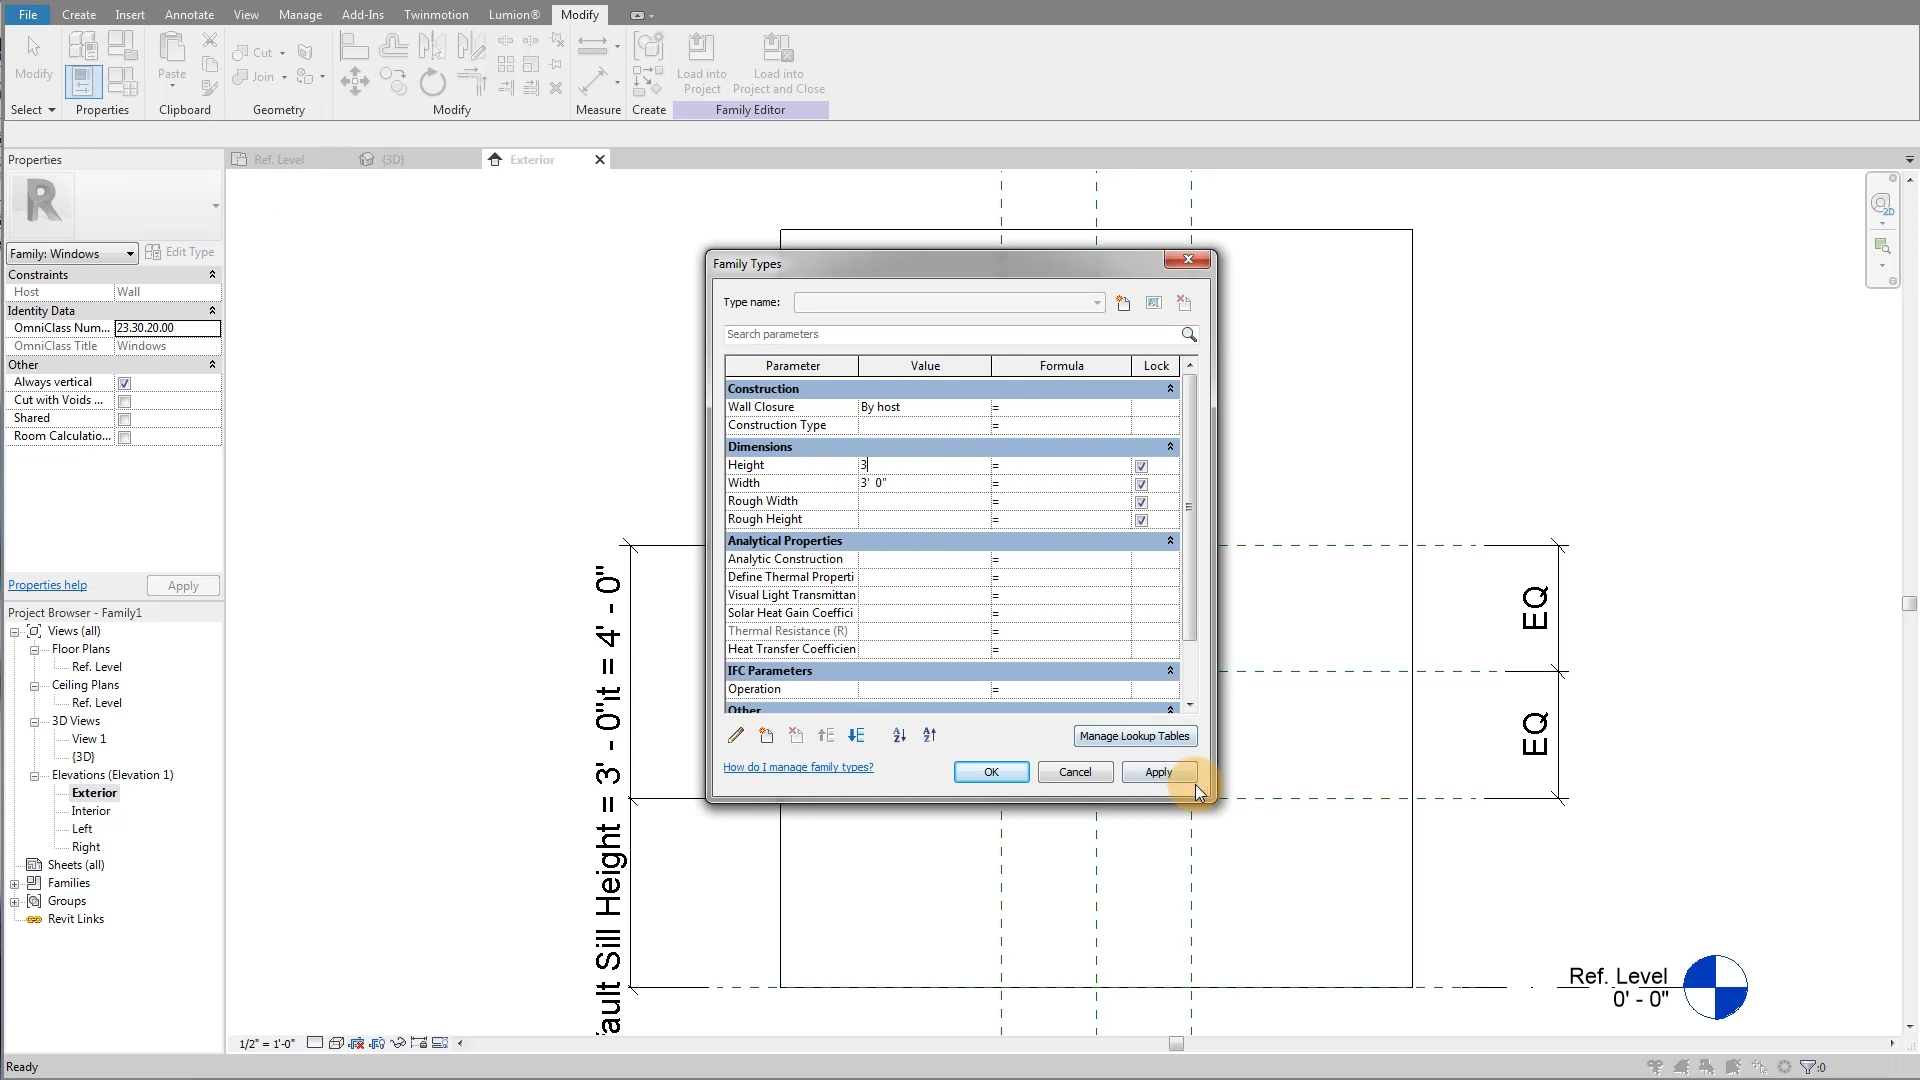 File Create Insert Annotate View Manage Add-Ins Twinmotion Lumion® Modify
Modify Paste Cut Join Load into Project Load into Project and Close
Select Properties Clipboard Geometry Modify Measure Create Family Editor
Properties
Ref. Level {3D} Exterior
R
Family: Windows Edit Type
Constraints
Host Wall
Identity Data
OmniClass Num... 23.30.20.00
OmniClass Title Windows
Other
Always vertical
Cut with Voids ...
Shared
Room Calculatio...
Properties help Apply
Project Browser - Family1
Views (all)
Floor Plans
Ref. Level
Ceiling Plans
Ref. Level
3D Views
View 1
{3D}
Elevations (Elevation 1)
Exterior
Interior
Left
Right
Sheets (all)
Families
Groups
Revit Links
Family Types
Type name:
Search parameters
Parameter Value Formula Lock
Construction
Wall Closure By host =
Construction Type =
Dimensions
Height 3 =
Width 3' 0" =
Rough Width =
Rough Height =
Analytical Properties
Analytic Construction =
Define Thermal Properti =
Visual Light Transmittan =
Solar Heat Gain Coeffici =
Thermal Resistance (R) =
Heat Transfer Coefficien =
IFC Parameters
Operation =
Other
Manage Lookup Tables
How do I manage family types? OK Cancel Apply
ault Sill Height = 3' - 0"
it = 4' - 0"
EQ
EQ
Ref. Level
0' - 0"
2D
1/2" = 1'-0"
Ready :0